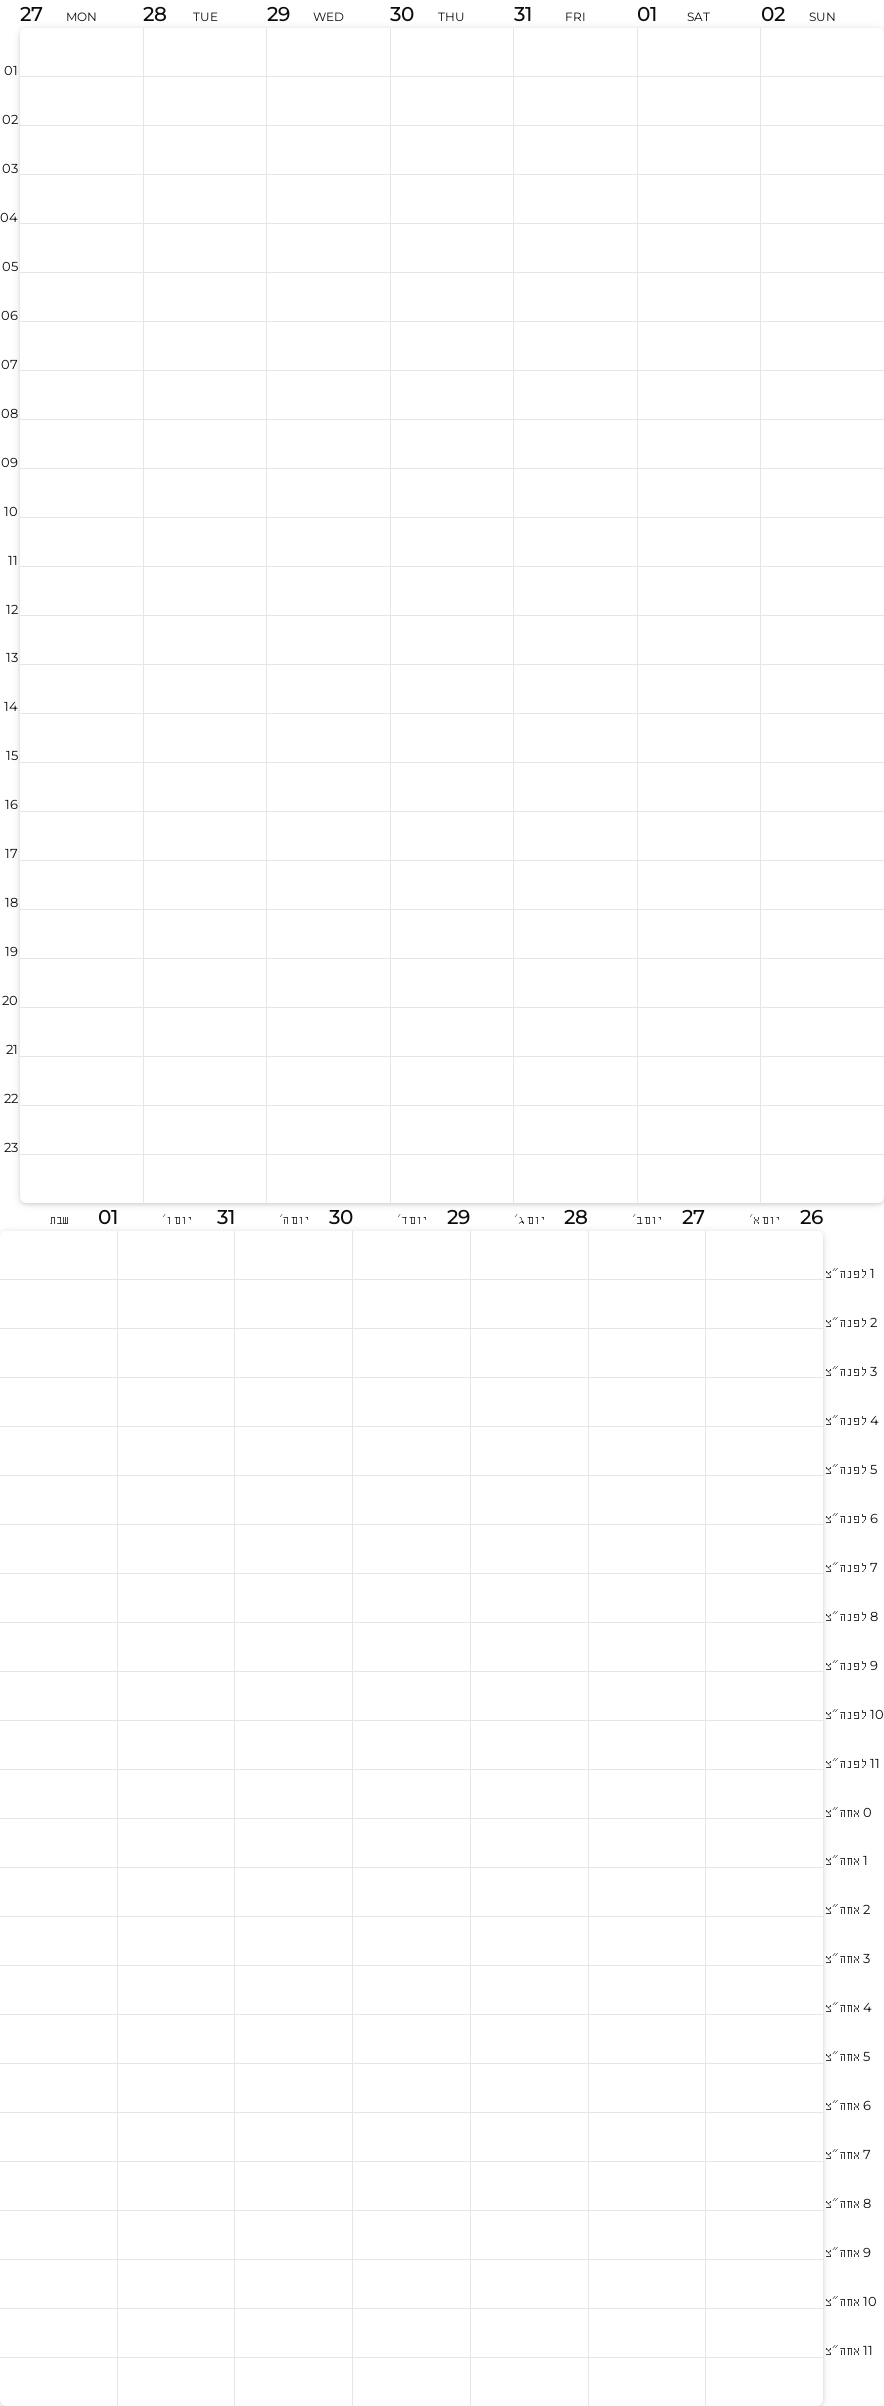 27 MON 28 TUE 29 WED 30 THU 31 FRI 01 SAT 02 SUN
01
02
03
04
05
06
07
08
09
10
11
12
13
14
15
16
17
18
19
20
21
22
23
26 יום א׳ 27 יום ב׳ 28 יום ג׳ 29 יום ד׳ 30 יום ה׳ 31 יום ו׳ 01 שבת
1 לפנה״צ
2 לפנה״צ
3 לפנה״צ
4 לפנה״צ
5 לפנה״צ
6 לפנה״צ
7 לפנה״צ
8 לפנה״צ
9 לפנה״צ
10 לפנה״צ
11 לפנה״צ
0 אחה״צ
1 אחה״צ
2 אחה״צ
3 אחה״צ
4 אחה״צ
5 אחה״צ
6 אחה״צ
7 אחה״צ
8 אחה״צ
9 אחה״צ
10 אחה״צ
11 אחה״צ